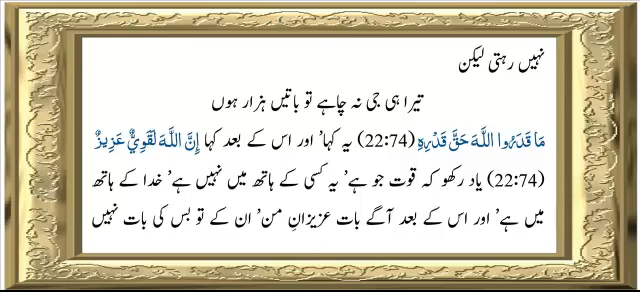 نہیں رہتی لیکن
تیرا ہی جی نہ چاہے تو باتیں ہزار ہوں
مَا قَدَرُوا اللَّهَ حَقَّ قَدْرِهِ (22:74) یہ کہا’ اور اس کے بعد کہا إِنَّ اللَّهَ لَقَوِيٌّ عَزِيزٌ
(22:74) یاد رکھو کہ قوت جو ہے’ یہ کسی کے ہاتھ میں نہیں ہے’ خدا کے ہاتھ
میں ہے’ اور اس کے بعد آگے بات عزیزانِ من’ ان کے تو بس کی بات نہیں